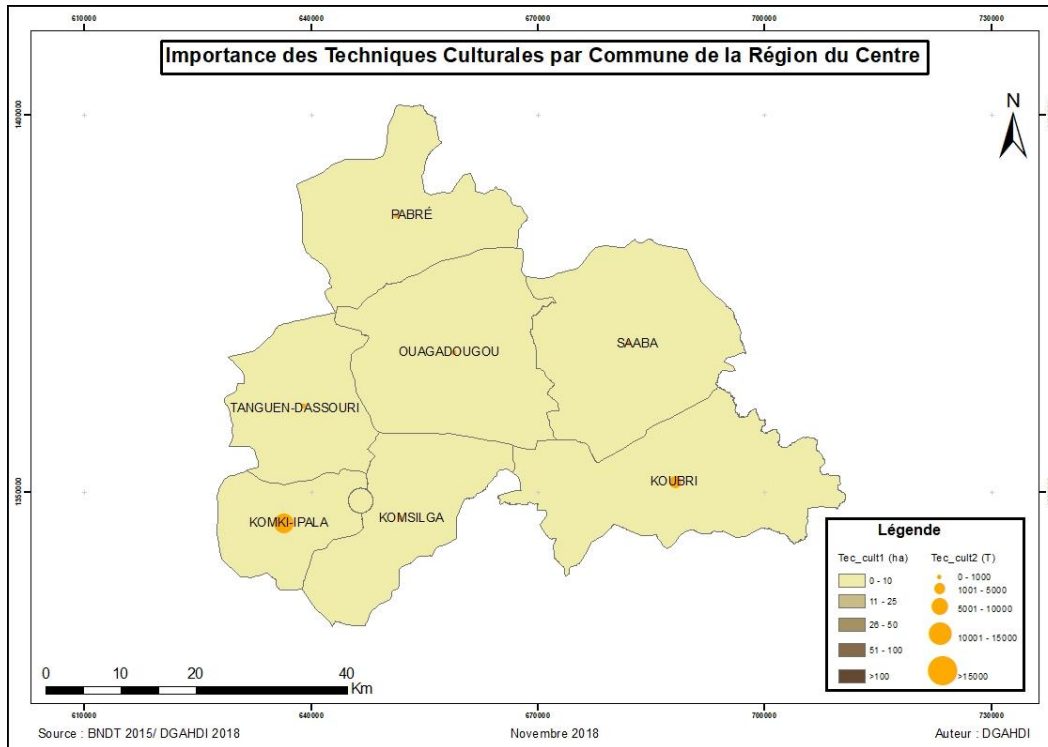 610000 640000 670000 700000 730000
Importance des Techniques Culturales par Commune de la Région du Centre
1400000
N
PABRÉ
SAABA
OUAGADOUGOU
TANGUEN-DASSOURI
1350000
KOUBRI
KOMKI-IPALA
KOMSILGA
Légende
Tec_cult1 (ha) Tec_cult2 (T)
0 - 10 0 - 1000
11 - 25 1001 - 5000
26 - 50 5001 - 10000
51 - 100 10001 - 15000
>100 >15000
0 10 20 40
Km
610000 640000 670000 700000 730000
Source : BNDT 2015/ DGAHDI 2018 Novembre 2018 Auteur : DGAHDI